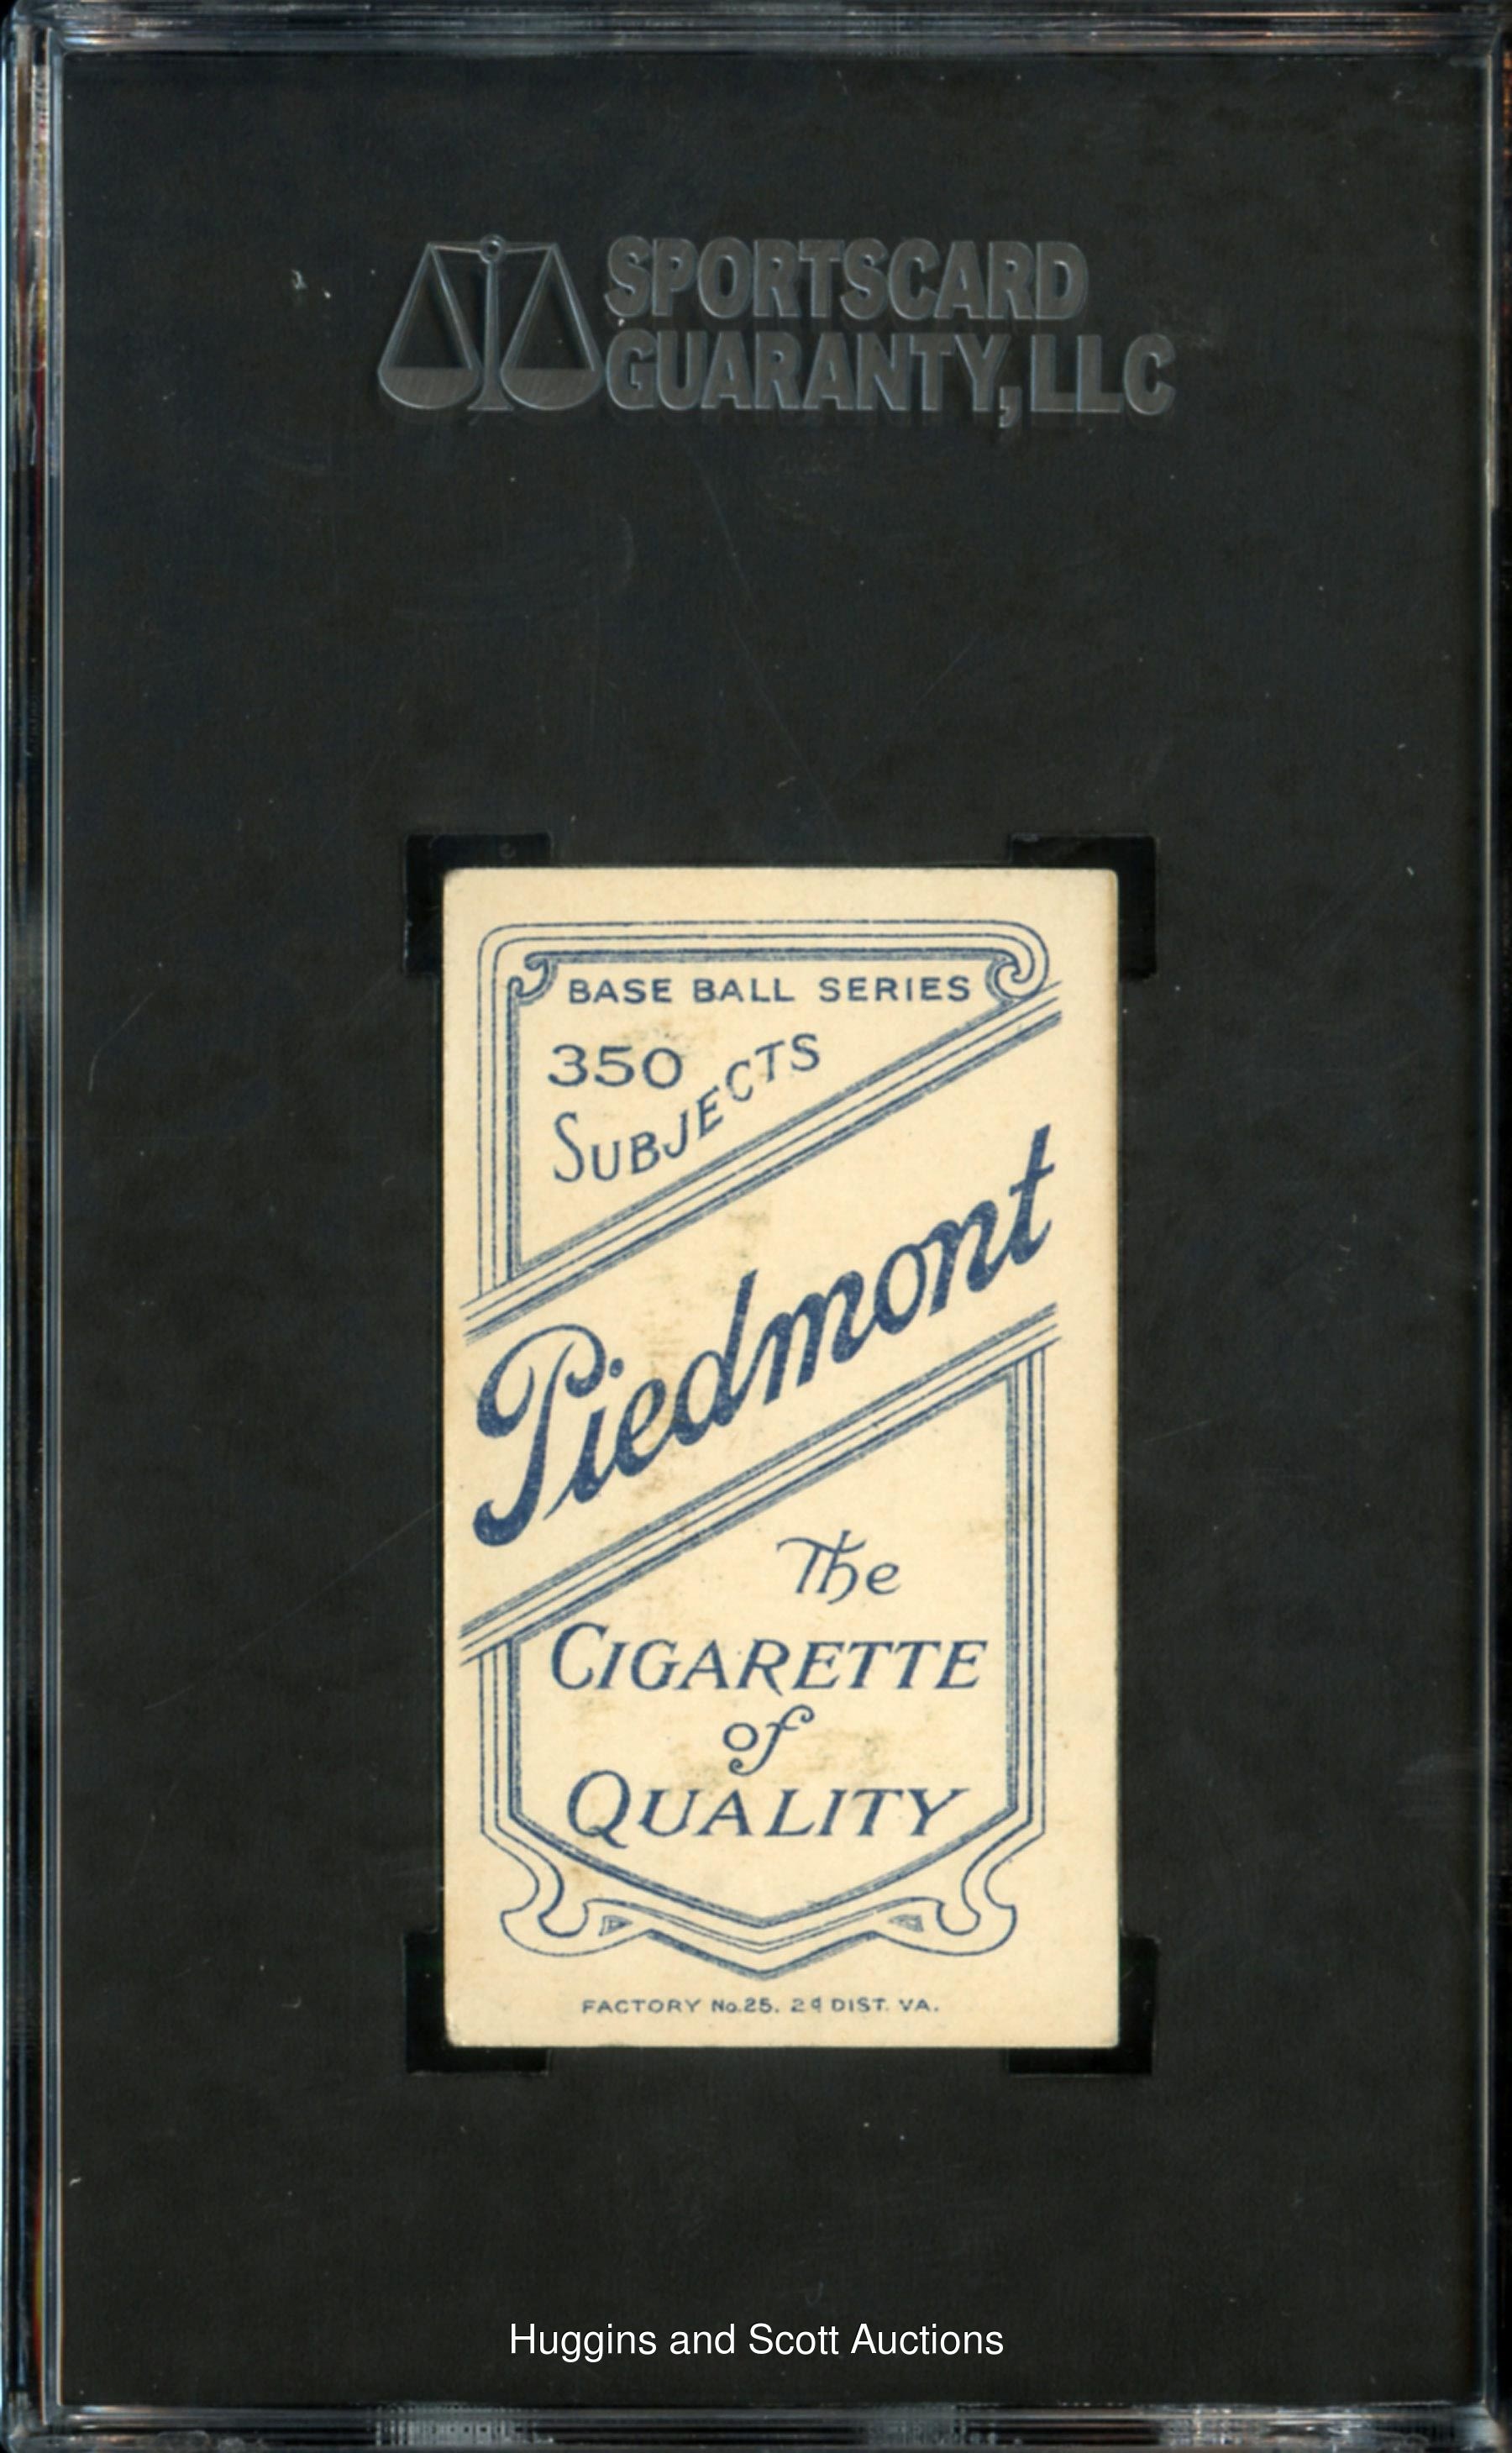 SPORTSCARD
GUARANTY, LLC
BASE BALL SERIES
350
SUBJECTS
Piedmont
The
CIGARETTE
of
QUALITY
FACTORY No.25. 2d DIST. VA.
Huggins and Scott Auctions